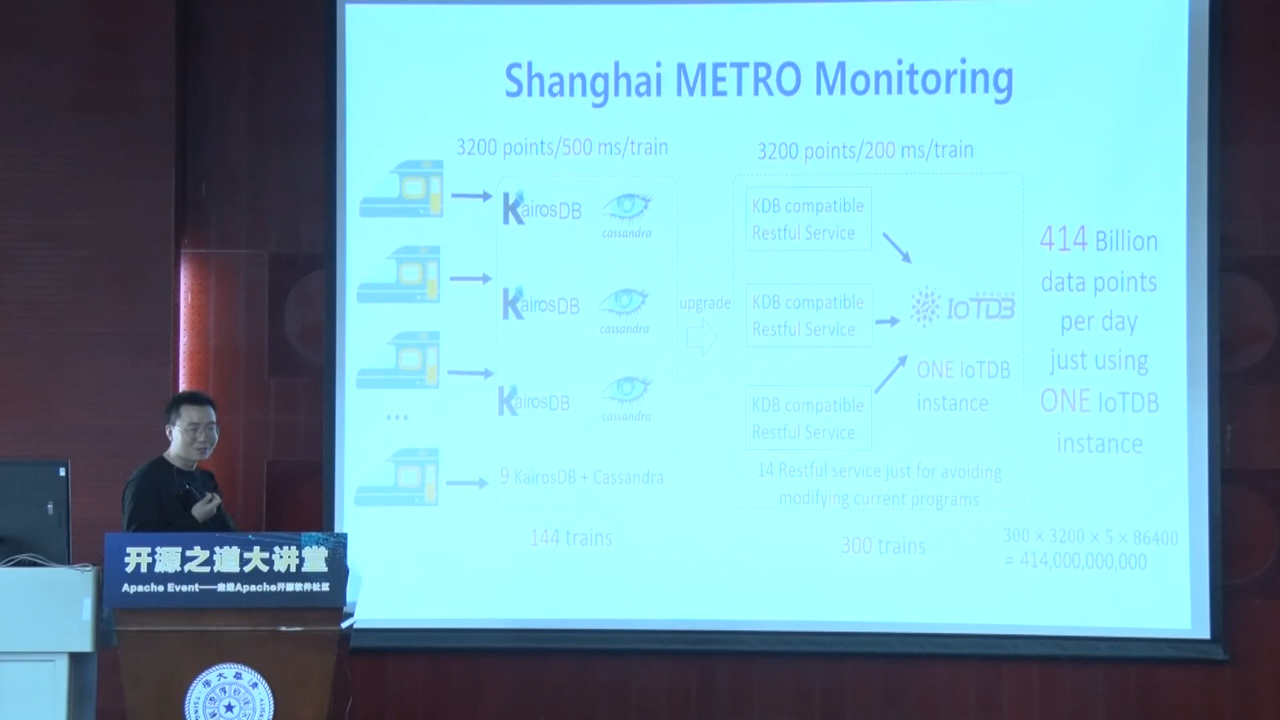 Shanghai METRO Monitoring
3200 points/500 ms/train
3200 points/200 ms/train
KairosDB
cassandra
KairosDB
cassandra
KairosDB
cassandra
...
9 KairosDB + Cassandra
144 trains
upgrade
KDB compatible
Restful Service
KDB compatible
Restful Service
KDB compatible
Restful Service
APACHE
IoTDB
ONE IoTDB
instance
14 Restful service just for avoiding
modifying current programs
300 trains
414 Billion
data points
per day
just using
ONE IoTDB
instance
300 × 3200 × 5 × 86400
= 414,000,000,000
开源之道大讲堂
Apache Event——走进Apache开源软件社区